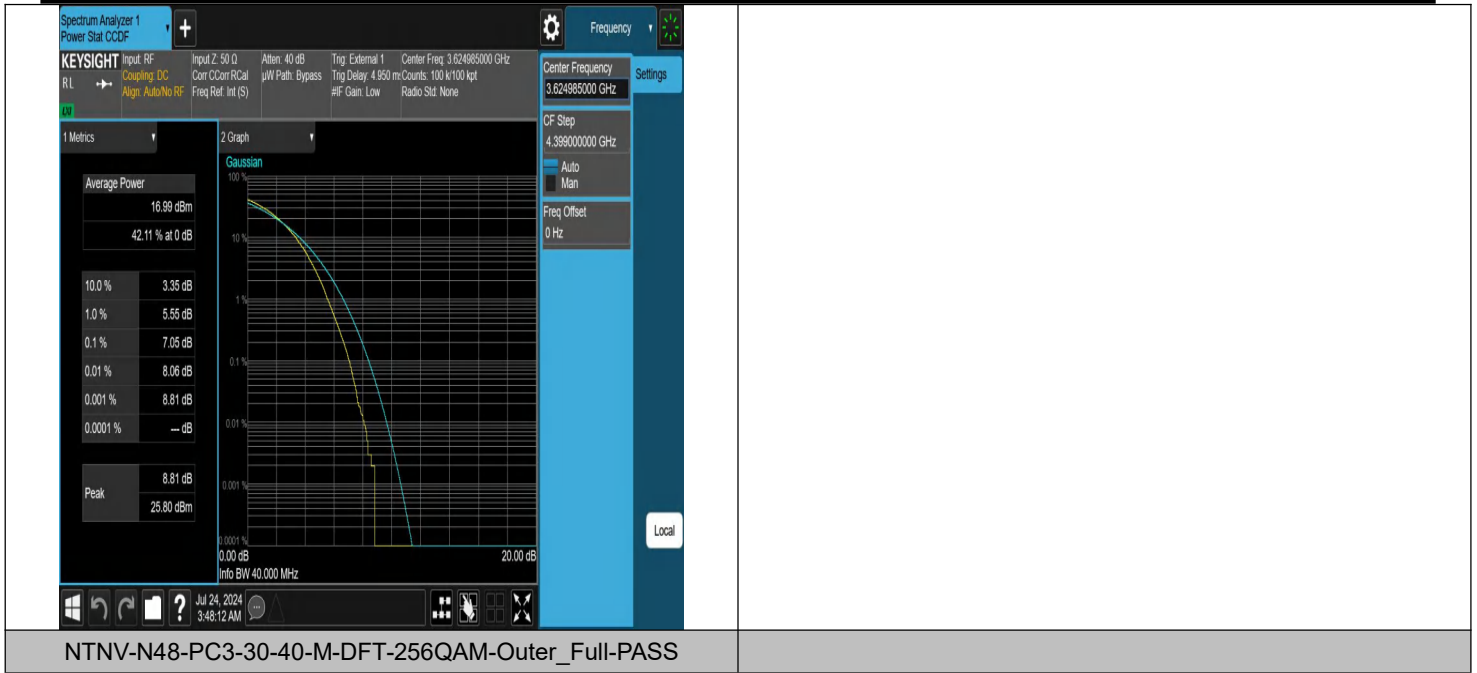 Spectrum Analyzer 1
Power Stat CCDF
+
Frequency
KEYSIGHT
RL
LXI
Input: RF
Coupling: DC
Align: Auto/No RF
Input Z: 50 Ω
Corr CCorr RCal
Freq Ref: Int (S)
Atten: 40 dB
µW Path: Bypass
Trig: External 1
Trig Delay: 4.950 ms
#IF Gain: Low
Center Freq: 3.624985000 GHz
Counts: 100 k/100 kpt
Radio Std: None
Center Frequency
3.624985000 GHz
Settings
CF Step
4.399000000 GHz
Auto
Man
Freq Offset
0 Hz
1 Metrics
Average Power
16.99 dBm
42.11 % at 0 dB
10.0 % 3.35 dB
1.0 % 5.55 dB
0.1 % 7.05 dB
0.01 % 8.06 dB
0.001 % 8.81 dB
0.0001 % --- dB
Peak
8.81 dB
25.80 dBm
2 Graph
Gaussian
100 %
10 %
1 %
0.1 %
0.01 %
0.001 %
0.0001 %
0.00 dB 20.00 dB
Info BW 40.000 MHz
Local
?
Jul 24, 2024
3:48:12 AM
NTNV-N48-PC3-30-40-M-DFT-256QAM-Outer_Full-PASS